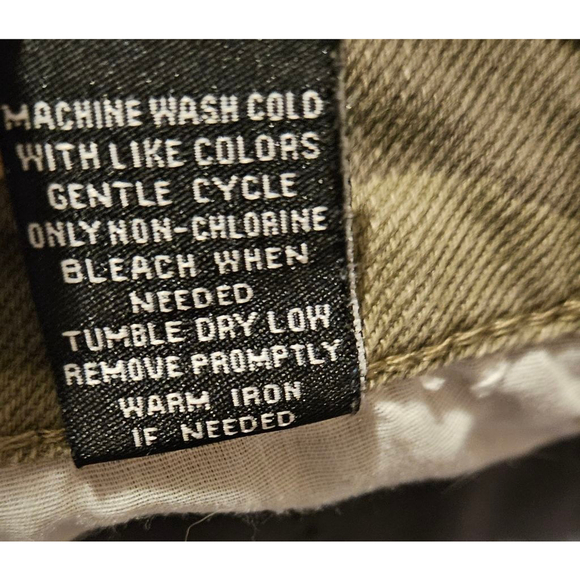 MACHINE WASH COLD
WITH LIKE COLORS
GENTLE CYCLE
ONLY NON-CHLORINE
BLEACH WHEN
NEEDED
TUMBLE DRY LOW
REMOVE PROMPTLY
WARM IRON
IF NEEDED